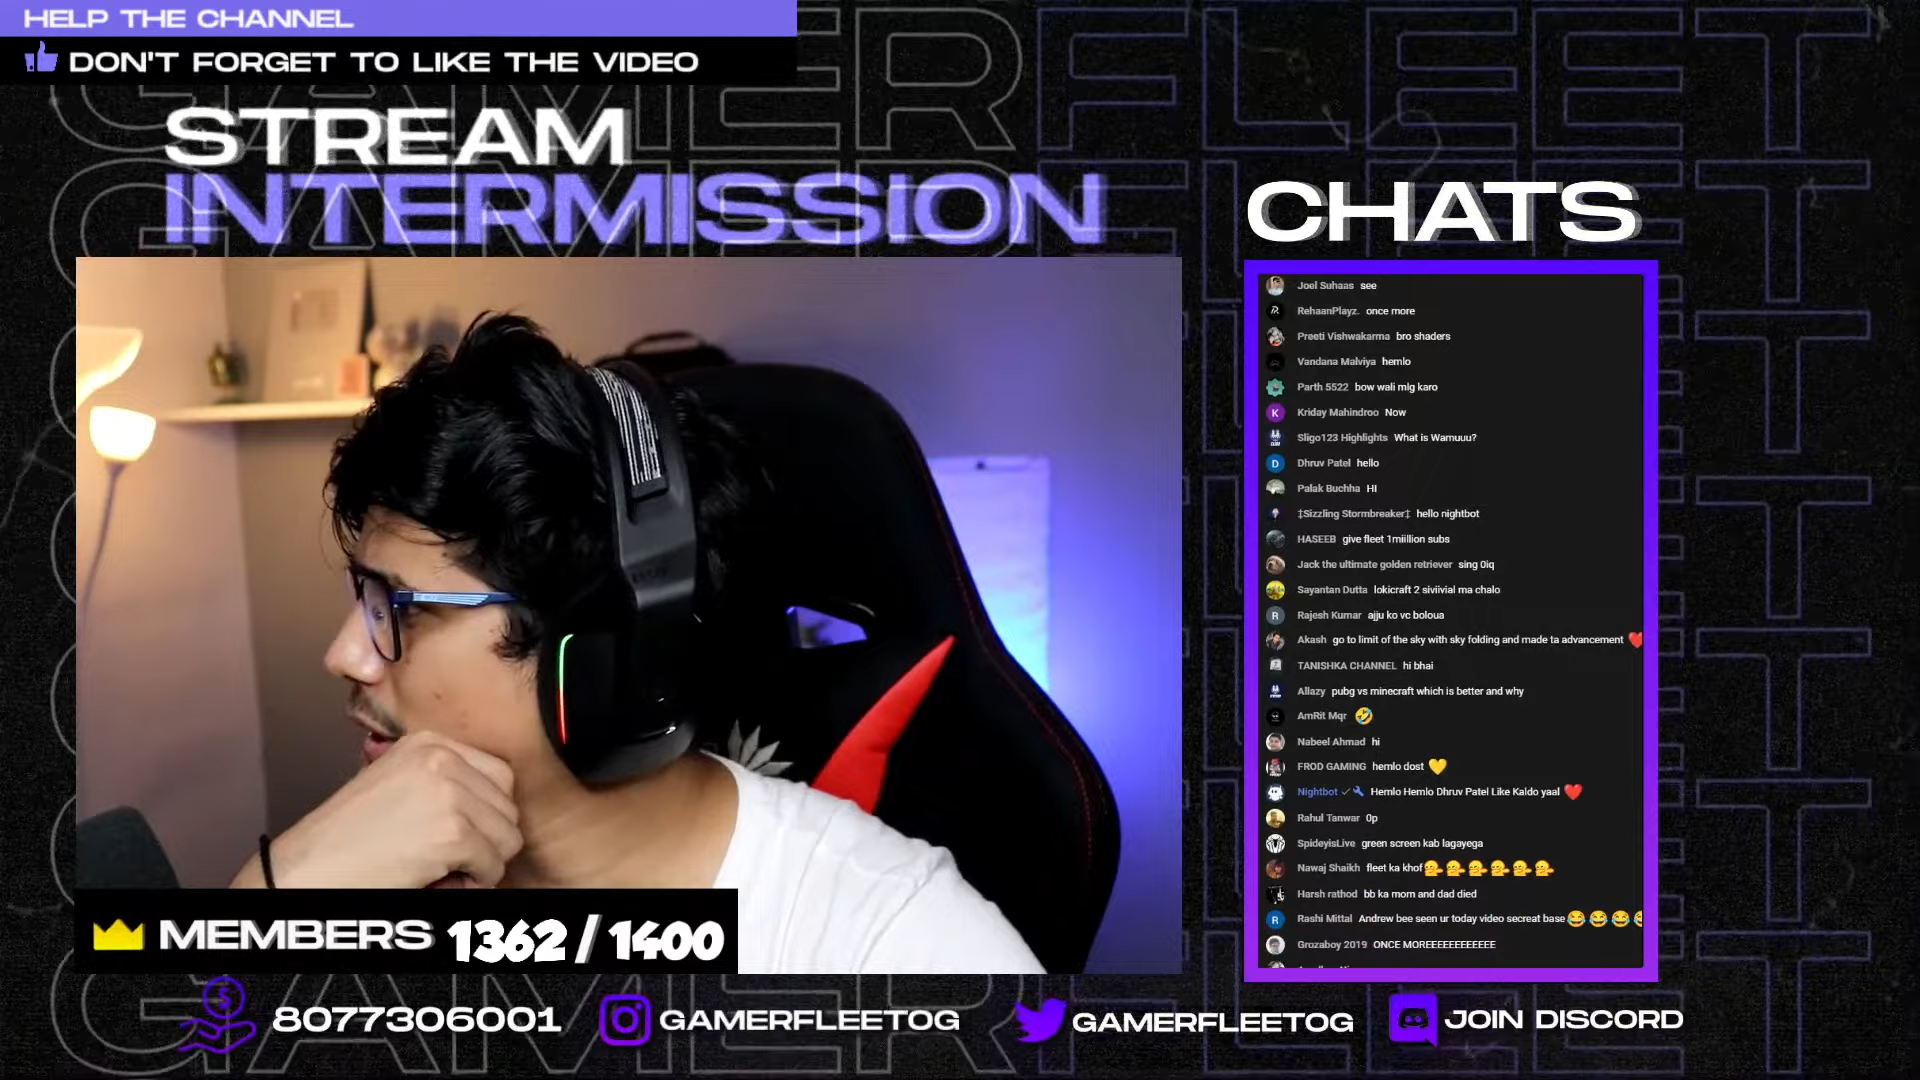 HELP THE CHANNEL
DON'T FORGET TO LIKE THE VIDEO
STREAM
INTERMISSION
CHATS
Joel Suhaas see
RehaanPlayz. once more
Preeti Vishwakarma bro shaders
Vandana Malviya hemlo
Parth 5522 bow wali mlg karo
K Kriday Mahindroo Now
Sligo123 Highlights What is Wamuuu?
D Dhruv Patel hello
Palak Buchha HI
‡Sizzling Stormbreaker‡ hello nightbot
HASEEB give fleet 1miillion subs
Jack the ultimate golden retriever sing 0iq
Sayantan Dutta lokicraft 2 siviivial ma chalo
R Rajesh Kumar ajju ko vc boloua
Akash go to limit of the sky with sky folding and made ta advancement ❤️
TANISHKA CHANNEL hi bhai
Allazy pubg vs minecraft which is better and why
AmRit Mqr 🤣
Nabeel Ahmad hi
FROD GAMING hemlo dost 💛
Nightbot ✓ 🔧 Hemlo Hemlo Dhruv Patel Like Kaldo yaal ❤️
Rahul Tanwar 0p
SpideyisLive green screen kab lagayega
Nawaj Shaikh fleet ka khof
Harsh rathod bb ka mom and dad died
R Rashi Mittal Andrew bee seen ur today video secreat base 😂 😂 😂
Grozaboy 2019 ONCE MOREEEEEEEEEEEE
MEMBERS 1362 / 1400
8077306001
GAMERFLEETOG
GAMERFLEETOG
JOIN DISCORD